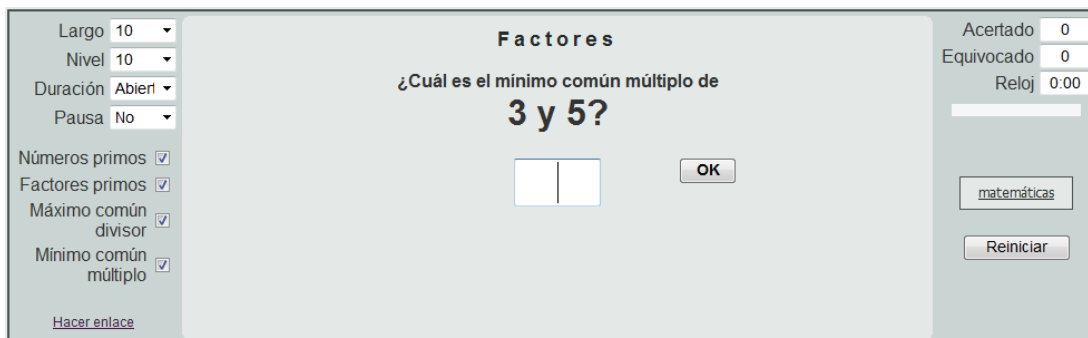 Largo 10
Nivel 10
Duración Abiert
Pausa No
Números primos
Factores primos
Máximo común
divisor
Mínimo común
múltiplo
Hacer enlace
Factores
¿Cuál es el mínimo común múltiplo de
3 y 5?
OK
Acertado 0
Equivocado 0
Reloj 0:00
matemáticas
Reiniciar